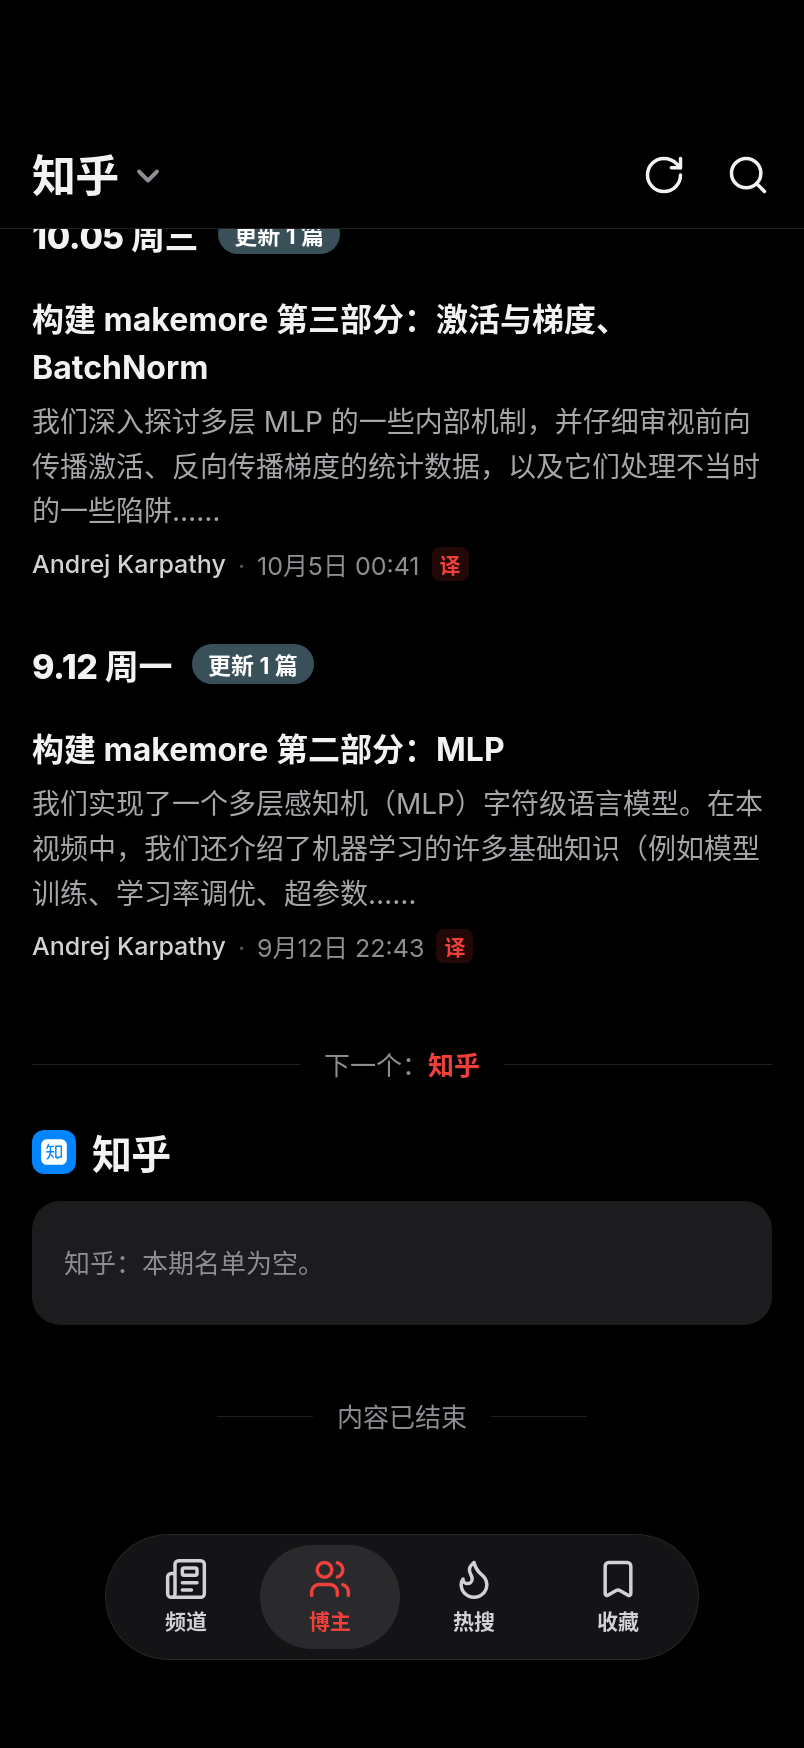 知乎
10.05 周三 更新 1 篇
构建 makemore 第三部分：激活与梯度、
BatchNorm
我们深入探讨多层 MLP 的一些内部机制，并仔细审视前向
传播激活、反向传播梯度的统计数据，以及它们处理不当时
的一些陷阱......
Andrej Karpathy · 10月5日 00:41 译
9.12 周一 更新 1 篇
构建 makemore 第二部分：MLP
我们实现了一个多层感知机（MLP）字符级语言模型。在本
视频中，我们还介绍了机器学习的许多基础知识（例如模型
训练、学习率调优、超参数......
Andrej Karpathy · 9月12日 22:43 译
下一个：知乎
知 知乎
知乎：本期名单为空。
内容已结束
频道 博主 热搜 收藏